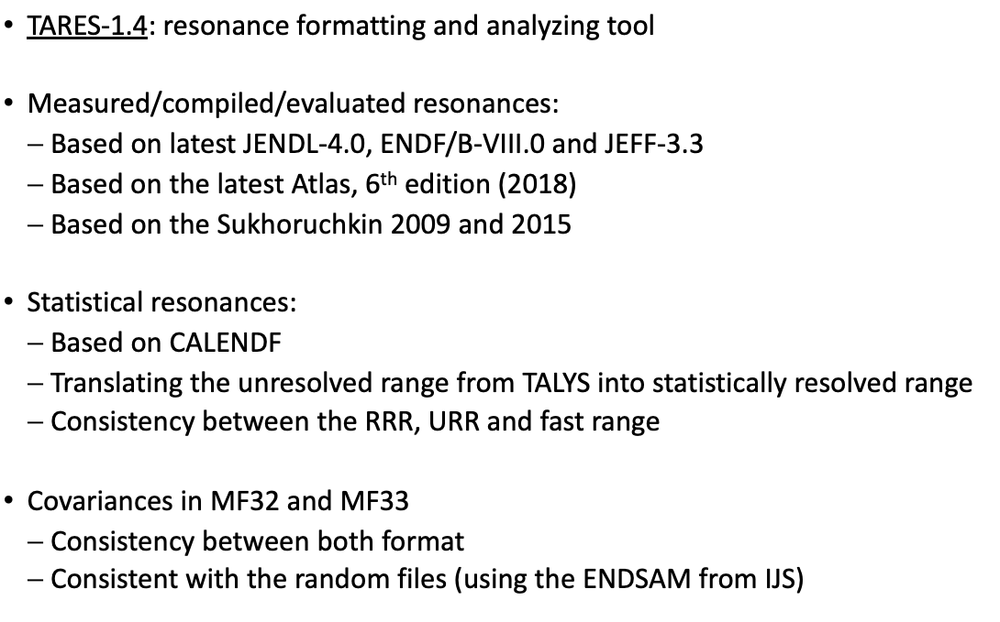 • TARES-1.4: resonance formatting and analyzing tool
• Measured/compiled/evaluated resonances:
– Based on latest JENDL-4.0, ENDF/B-VIII.0 and JEFF-3.3
– Based on the latest Atlas, 6th edition (2018)
– Based on the Sukhoruchkin 2009 and 2015
• Statistical resonances:
– Based on CALENDF
– Translating the unresolved range from TALYS into statistically resolved range
– Consistency between the RRR, URR and fast range
• Covariances in MF32 and MF33
– Consistency between both format
– Consistent with the random files (using the ENDSAM from IJS)